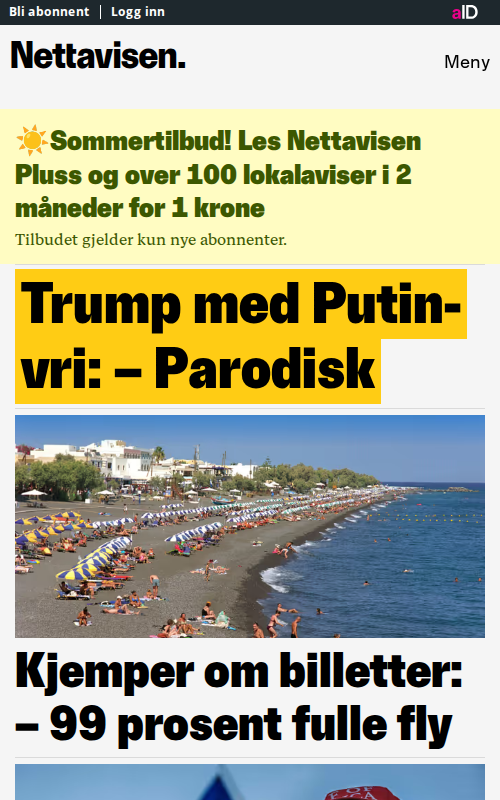 Bli abonnent
Logg inn
aID
Nettavisen.
Meny
☀️Sommertilbud! Les Nettavisen
Pluss og over 100 lokalaviser i 2
måneder for 1 krone
Tilbudet gjelder kun nye abonnenter.
Trump med Putin-
vri: – Parodisk
Kjemper om billetter:
– 99 prosent fulle fly